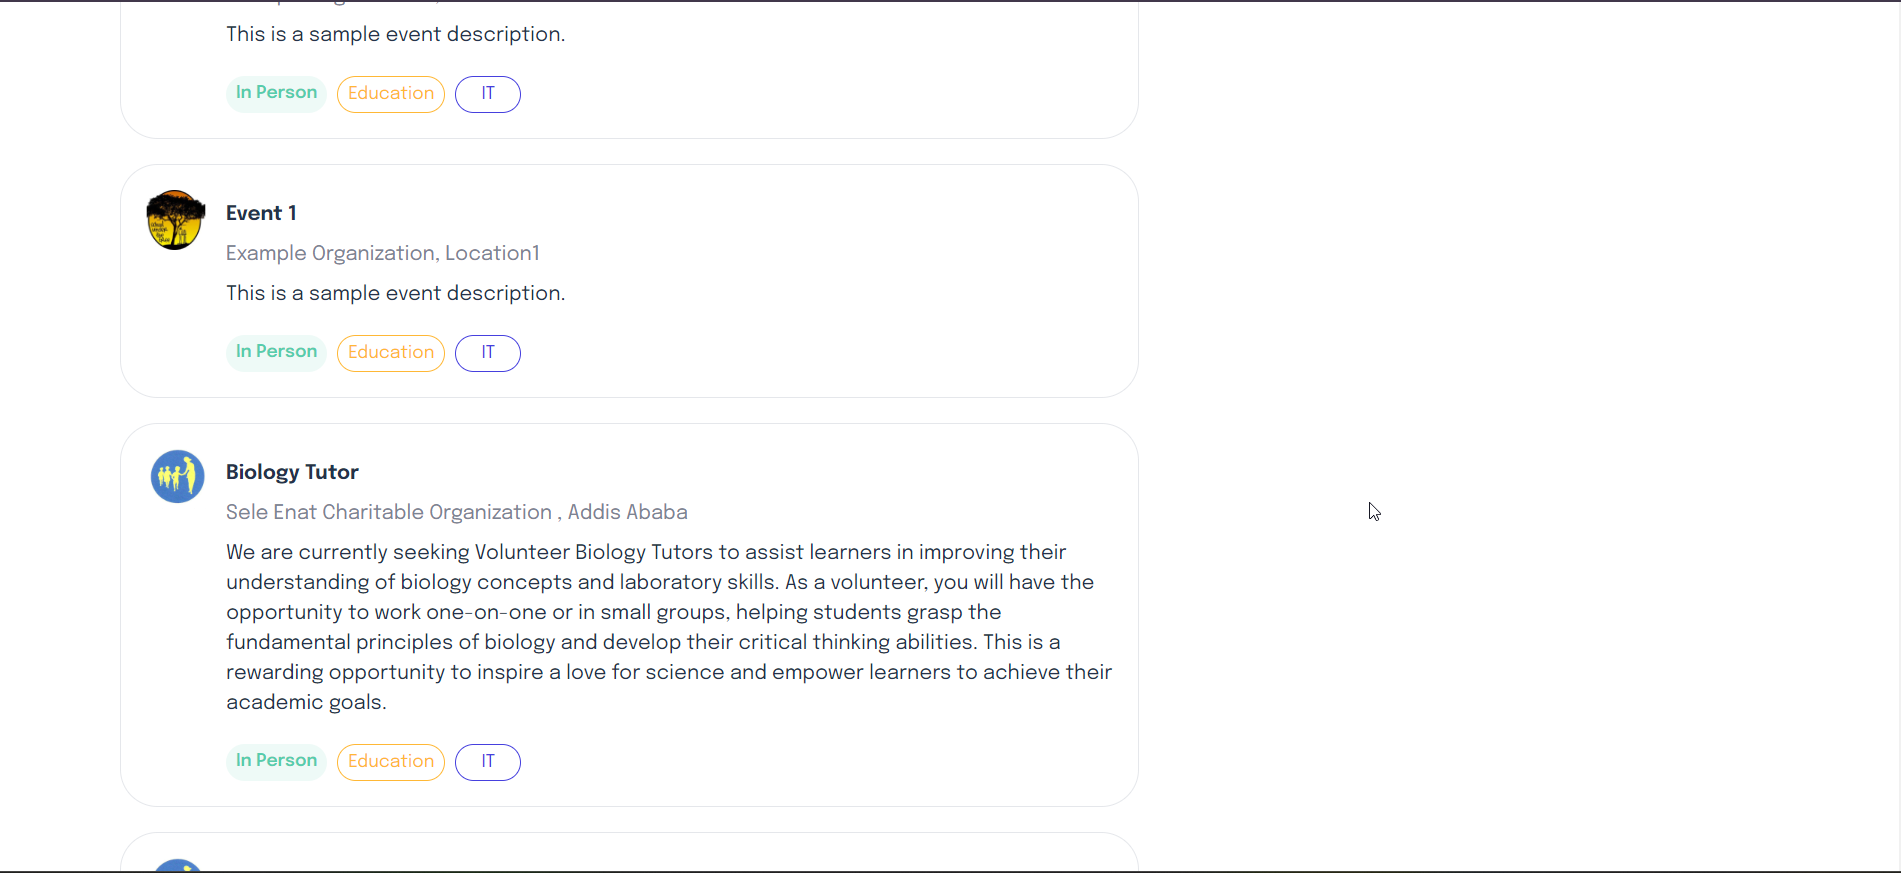 This is a sample event description.
In Person Education IT
Event 1
Example Organization, Location1
This is a sample event description.
In Person Education IT
Biology Tutor
Sele Enat Charitable Organization , Addis Ababa
We are currently seeking Volunteer Biology Tutors to assist learners in improving their
understanding of biology concepts and laboratory skills. As a volunteer, you will have the
opportunity to work one-on-one or in small groups, helping students grasp the
fundamental principles of biology and develop their critical thinking abilities. This is a
rewarding opportunity to inspire a love for science and empower learners to achieve their
academic goals.
In Person Education IT